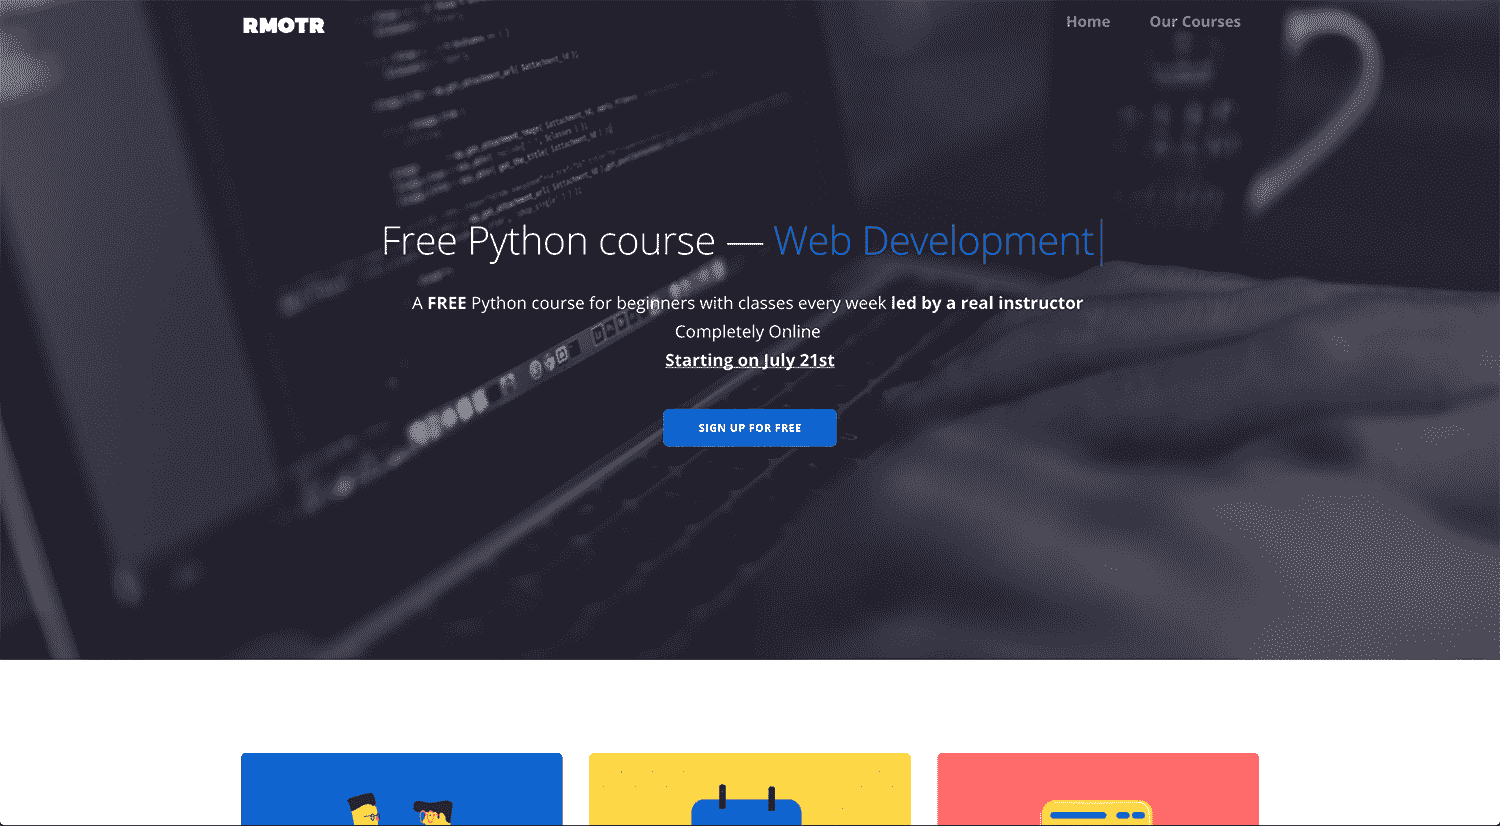 RMOTR
Home
Our Courses
Free Python course — Web Development
A FREE Python course for beginners with classes every week led by a real instructor
Completely Online
Starting on July 21st
SIGN UP FOR FREE